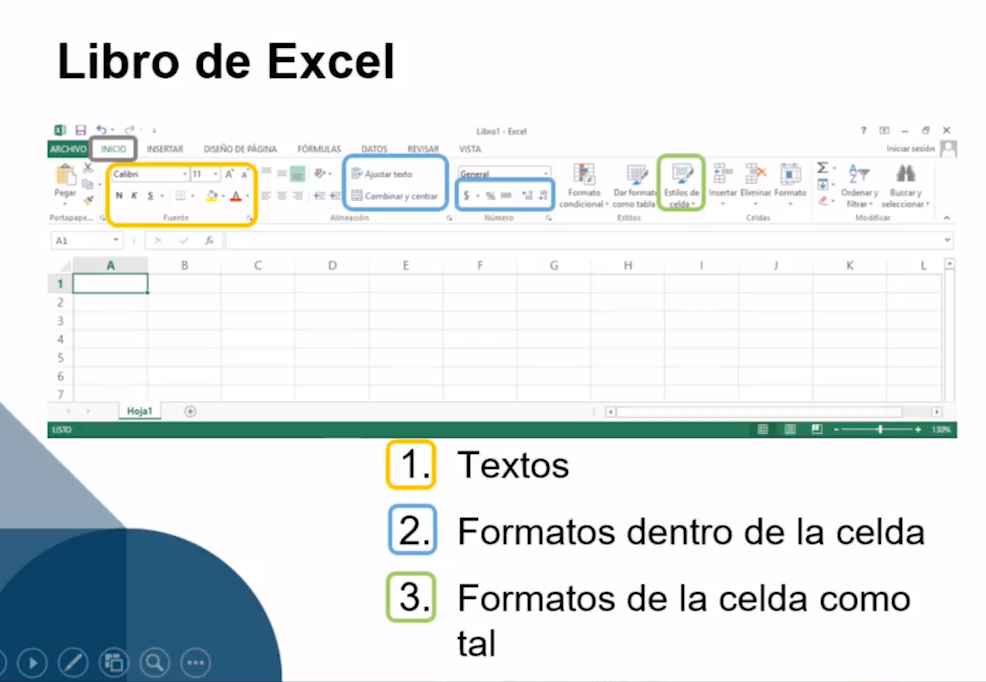 Libro de Excel
Libro1 - Excel
?
ARCHIVO INICIO INSERTAR DISEÑO DE PÁGINA FÓRMULAS DATOS REVISAR VISTA Iniciar sesión
Calibri 11 A A Ajustar texto General Σ
Pegar N K S A Combinar y centrar $ % 000 Formato condicional Dar formato como tabla Estilos de celda Insertar Eliminar Formato Ordenar y filtrar Buscar y seleccionar
Portapape... Fuente Alineación Número Estilos Celdas Modificar
A1 fx
A B C D E F G H I J K L
1
2
3
4
5
6
7
Hoja1
LISTO 130%
1. Textos
2. Formatos dentro de la celda
3. Formatos de la celda como
tal